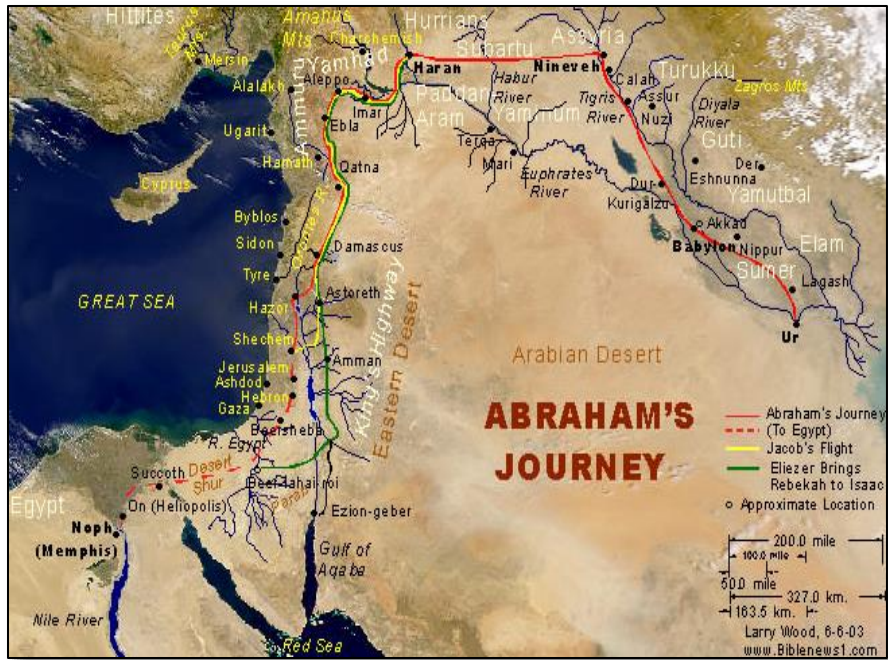 Hittites
Taurus
Mts.
Mersin
Amanus
Mts
Charchemish
Hurrians
Subartu
Assyria
Yamhad
Aleppo
Haran
Nineveh
Calah
Turukku
Alalakh
Ammuru
Imar
Paddan
Aram
Habur
River
Yaminum
Tigris
River
Assur
Nuzi
Diyala
River
Zagros Mts
Ebla
Ugarit
Hamath
Terqa
Mari
Guti
Der
Eshnunna
Qatna
Cyprus
Euphrates
River
Dur
Kurigalzu
Yamutbal
Byblos
Orontes R.
Akkad
Sidon
Damascus
Babylon
Nippur
Elam
Tyre
Sumer
Lagash
GREAT SEA
Hazor
Astoreth
King's Highway
Eastern Desert
Ur
Shechem
Amman
Arabian Desert
Jerusalem
Ashdod
Hebron
Gaza
Beersheba
R. Egypt
ABRAHAM'S
JOURNEY
Abraham's Journey
(To Egypt)
Jacob's Flight
Eliezer Brings
Rebekah to Isaac
Approximate Location
Succoth
Desert
Shur
Beer-lahai-roi
Egypt
On (Heliopolis)
Ezion-geber
Noph
(Memphis)
Gulf of
Aqaba
200.0 mile
100.0 mile
50.0 mile
327.0 km.
163.5 km.
Nile River
Red Sea
Larry Wood, 6-6-03
www.Biblenews1.com